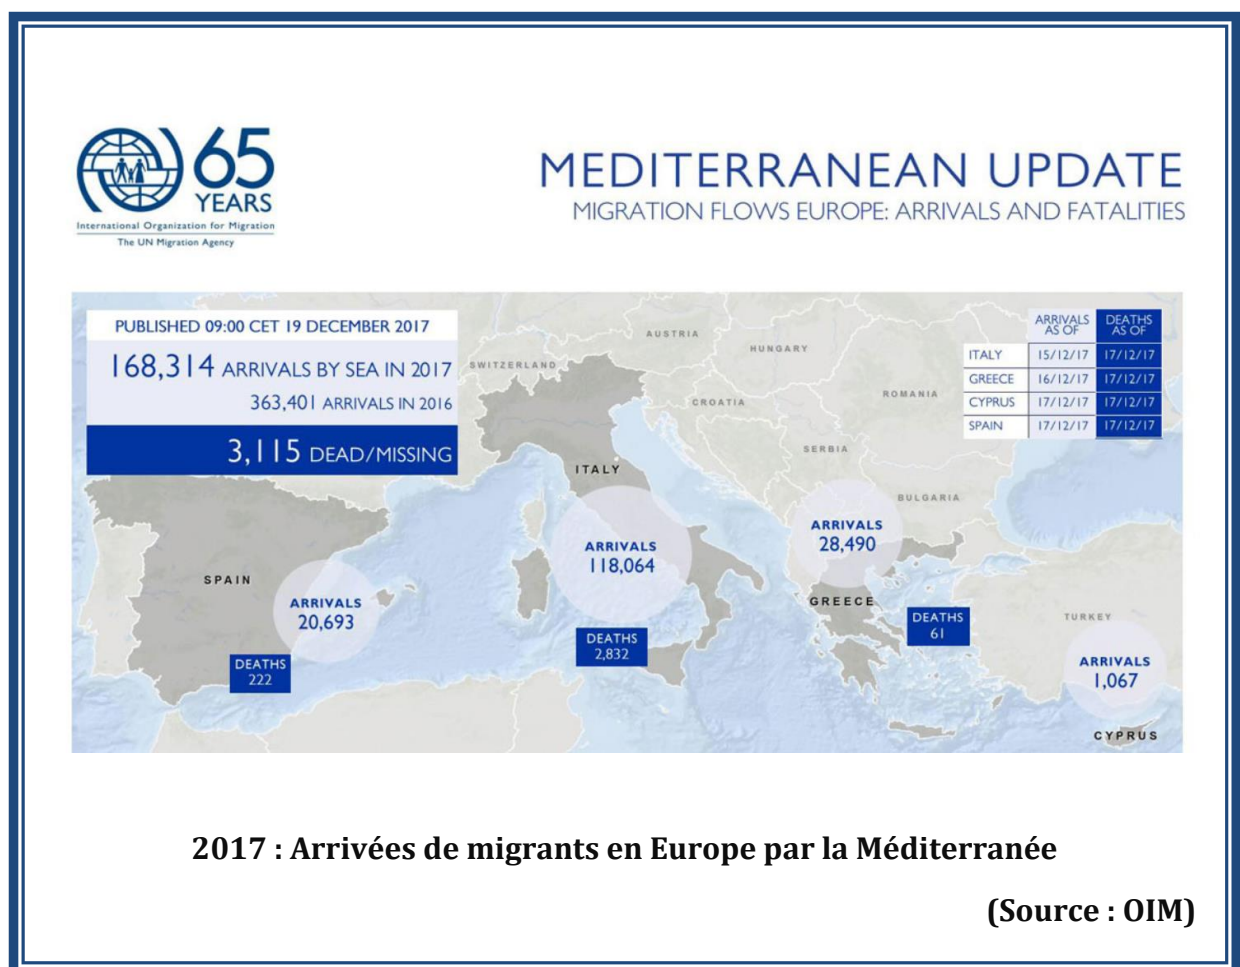 65
YEARS
International Organization for Migration
The UN Migration Agency
MEDITERRANEAN UPDATE
MIGRATION FLOWS EUROPE: ARRIVALS AND FATALITIES
PUBLISHED 09:00 CET 19 DECEMBER 2017
168,314 ARRIVALS BY SEA IN 2017
363,401 ARRIVALS IN 2016
3,115 DEAD/MISSING
ARRIVALS AS OF DEATHS AS OF
ITALY 15/12/17 17/12/17
GREECE 16/12/17 17/12/17
CYPRUS 17/12/17 17/12/17
SPAIN 17/12/17 17/12/17
AUSTRIA
HUNGARY
SWITZERLAND
CROATIA
ROMANIA
SERBIA
ITALY
BULGARIA
ARRIVALS
28,490
ARRIVALS
118,064
SPAIN
ARRIVALS
20,693
GREECE
DEATHS
61
TURKEY
DEATHS
2,832
DEATHS
222
ARRIVALS
1,067
CYPRUS
2017 : Arrivées de migrants en Europe par la Méditerranée
(Source : OIM)